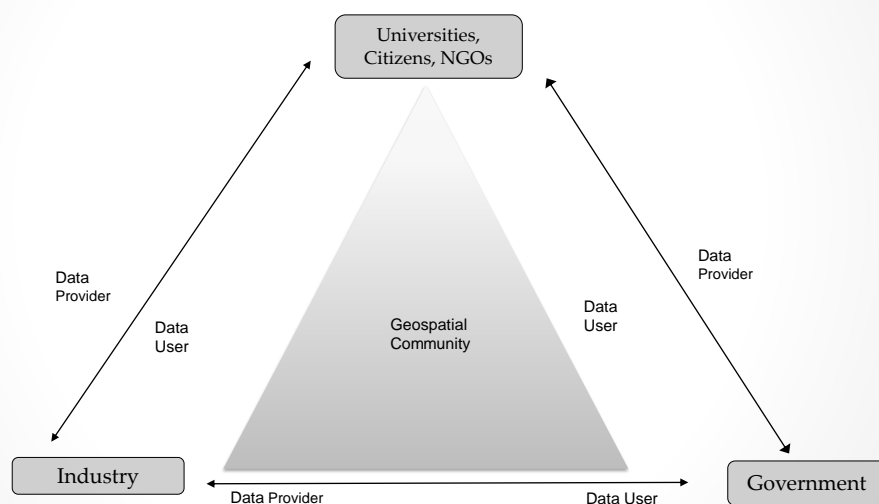 Universities,
Citizens, NGOs
Data
Provider
Data
User
Geospatial
Community
Data
User
Data
Provider
Industry
Government
Data Provider
Data User